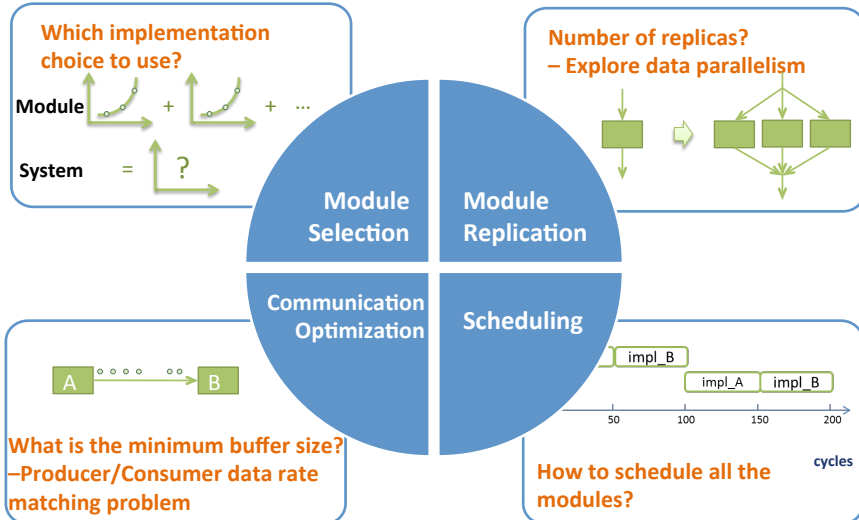 Which implementation
choice to use?
Module + + ...
System = ?
Number of replicas?
– Explore data parallelism
Module
Selection
Module
Replication
Communication
Optimization
Scheduling
A B
What is the minimum buffer size?
–Producer/Consumer data rate
matching problem
impl_B
impl_A impl_B
50 100 150 200
cycles
How to schedule all the
modules?